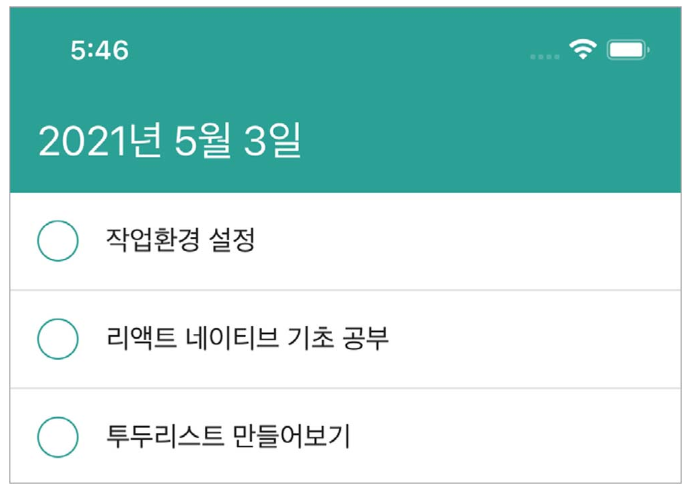 5:46
2021년 5월 3일
작업환경 설정
리액트 네이티브 기초 공부
투두리스트 만들어보기